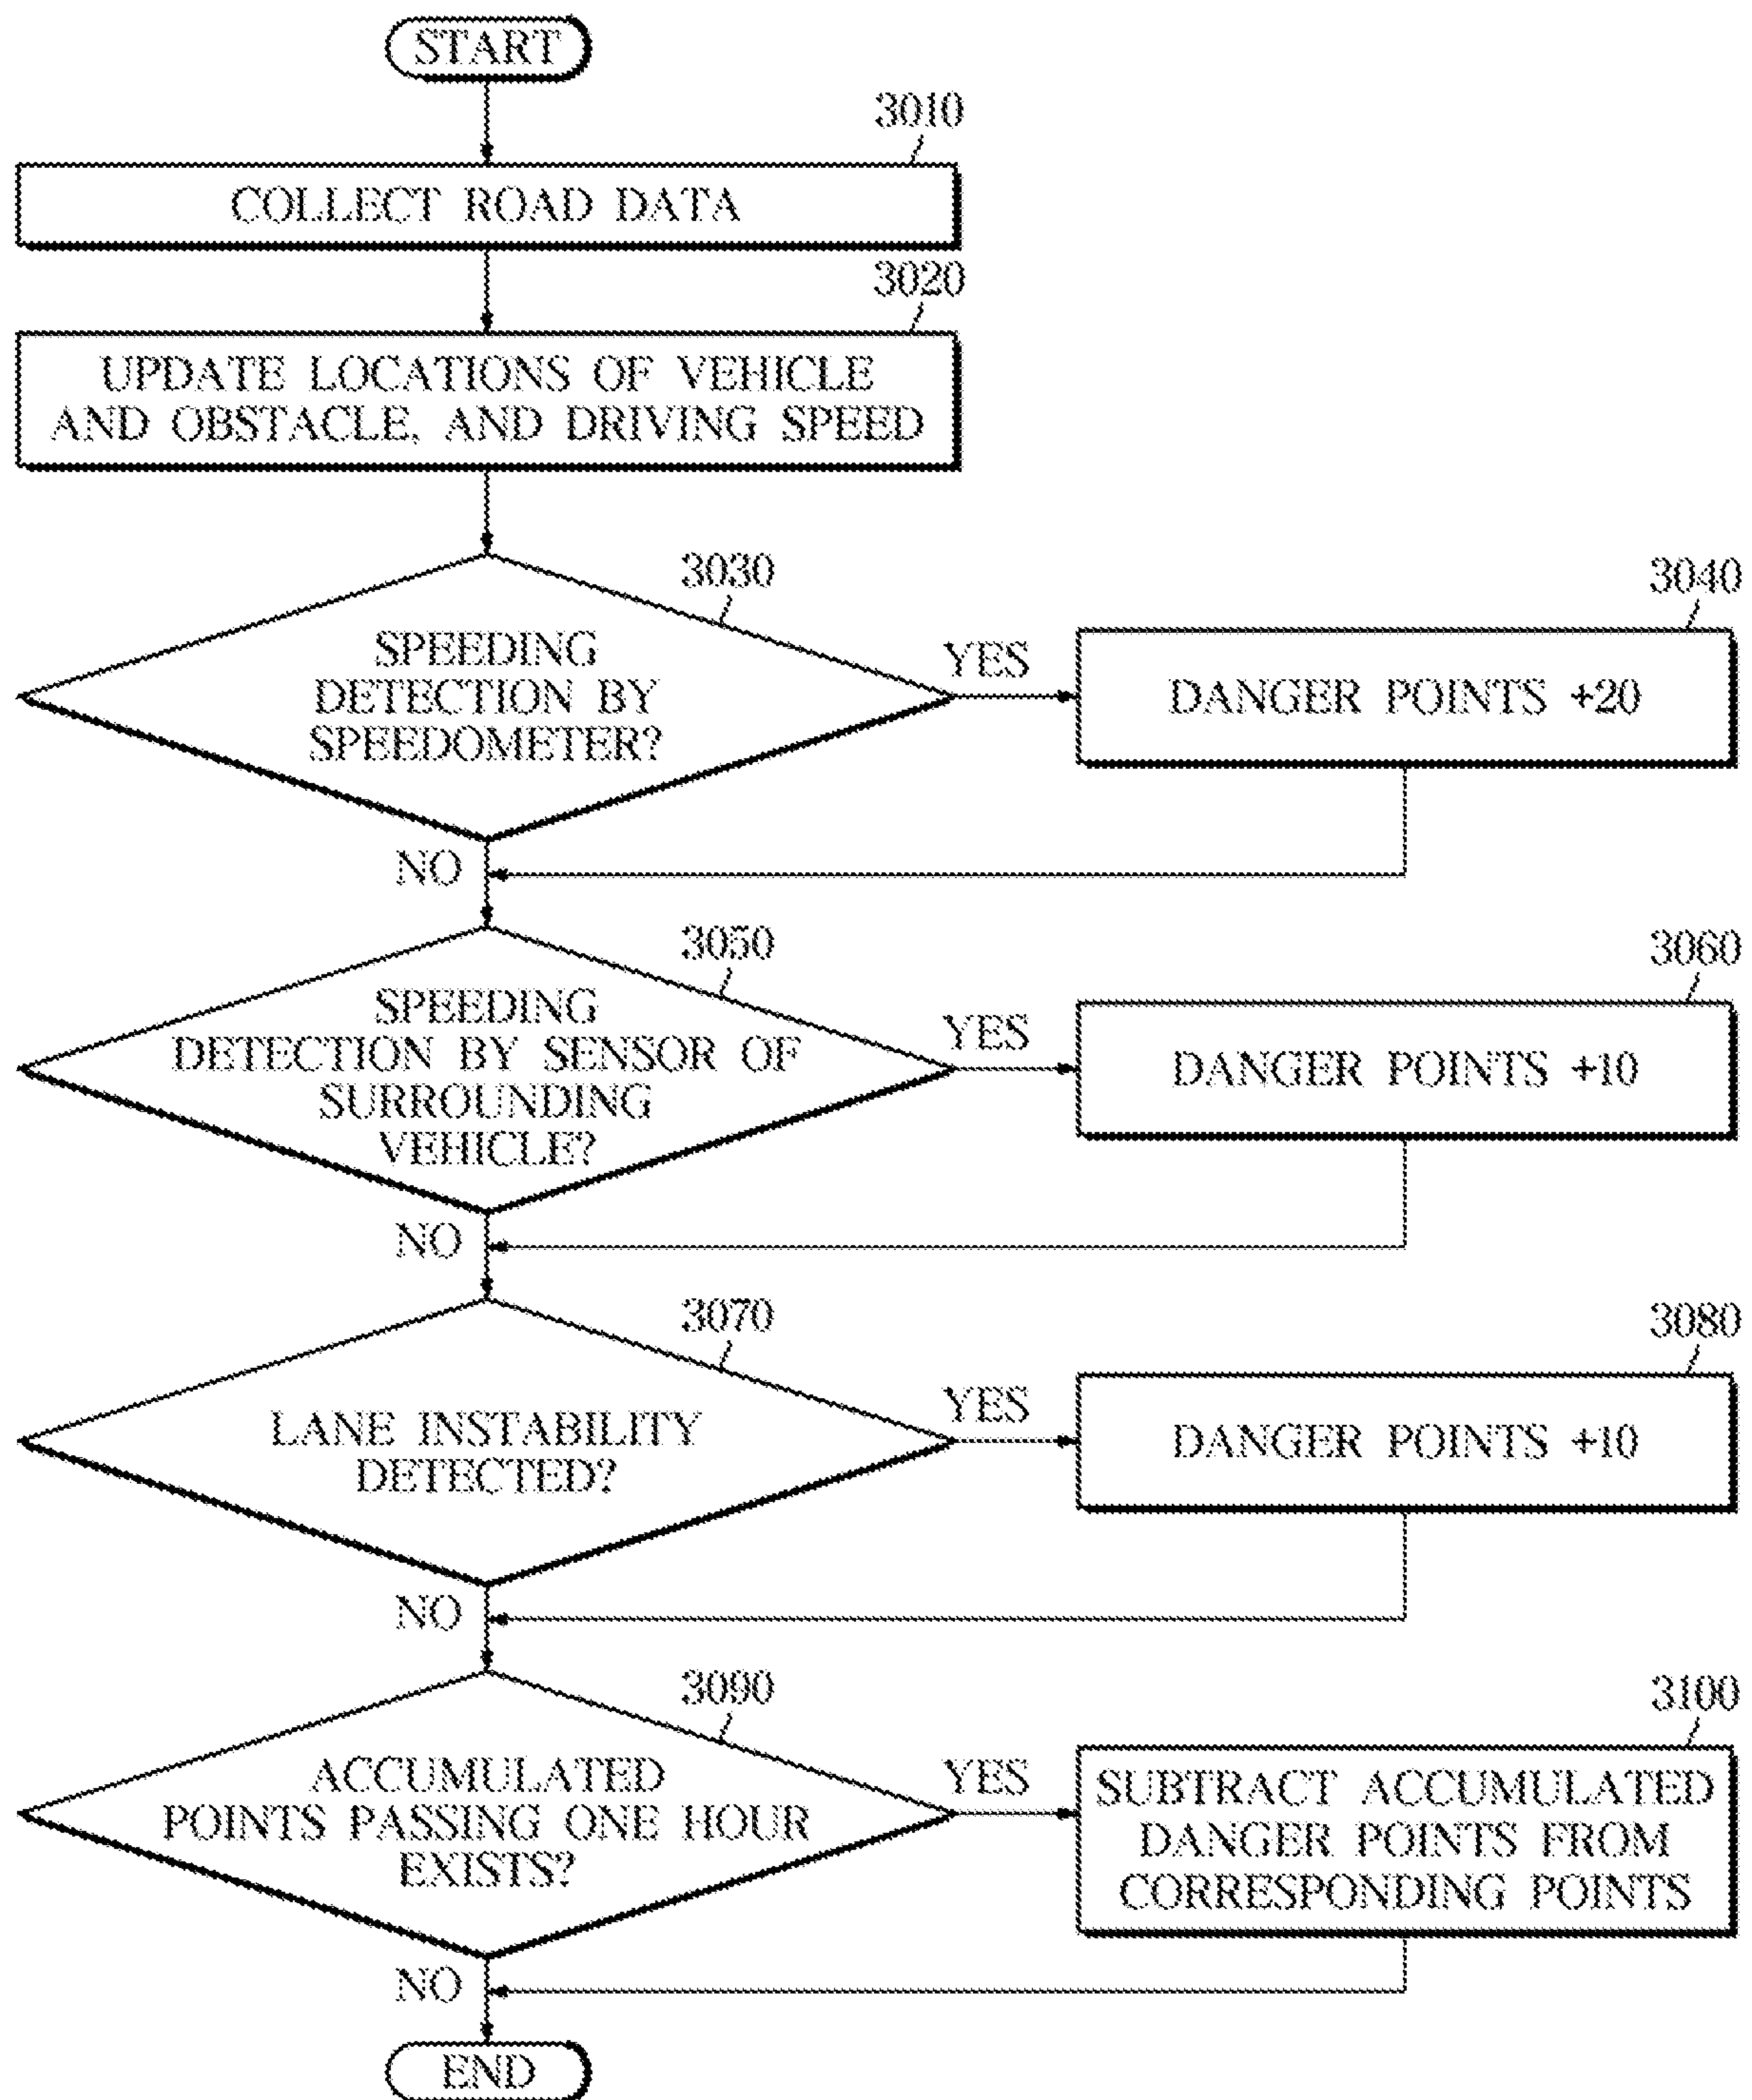 START
3010
COLLECT ROAD DATA
3020
UPDATE LOCATIONS OF VEHICLE
AND OBSTACLE, AND DRIVING SPEED
3030
SPEEDING
DETECTION BY
SPEEDOMETER?
YES
3040
DANGER POINTS +20
NO
3050
SPEEDING
DETECTION BY SENSOR OF
SURROUNDING
VEHICLE?
YES
3060
DANGER POINTS +10
NO
3070
LANE INSTABILITY
DETECTED?
YES
3080
DANGER POINTS +10
NO
3090
ACCUMULATED
POINTS PASSING ONE HOUR
EXISTS?
YES
3100
SUBTRACT ACCUMULATED
DANGER POINTS FROM
CORRESPONDING POINTS
NO
END